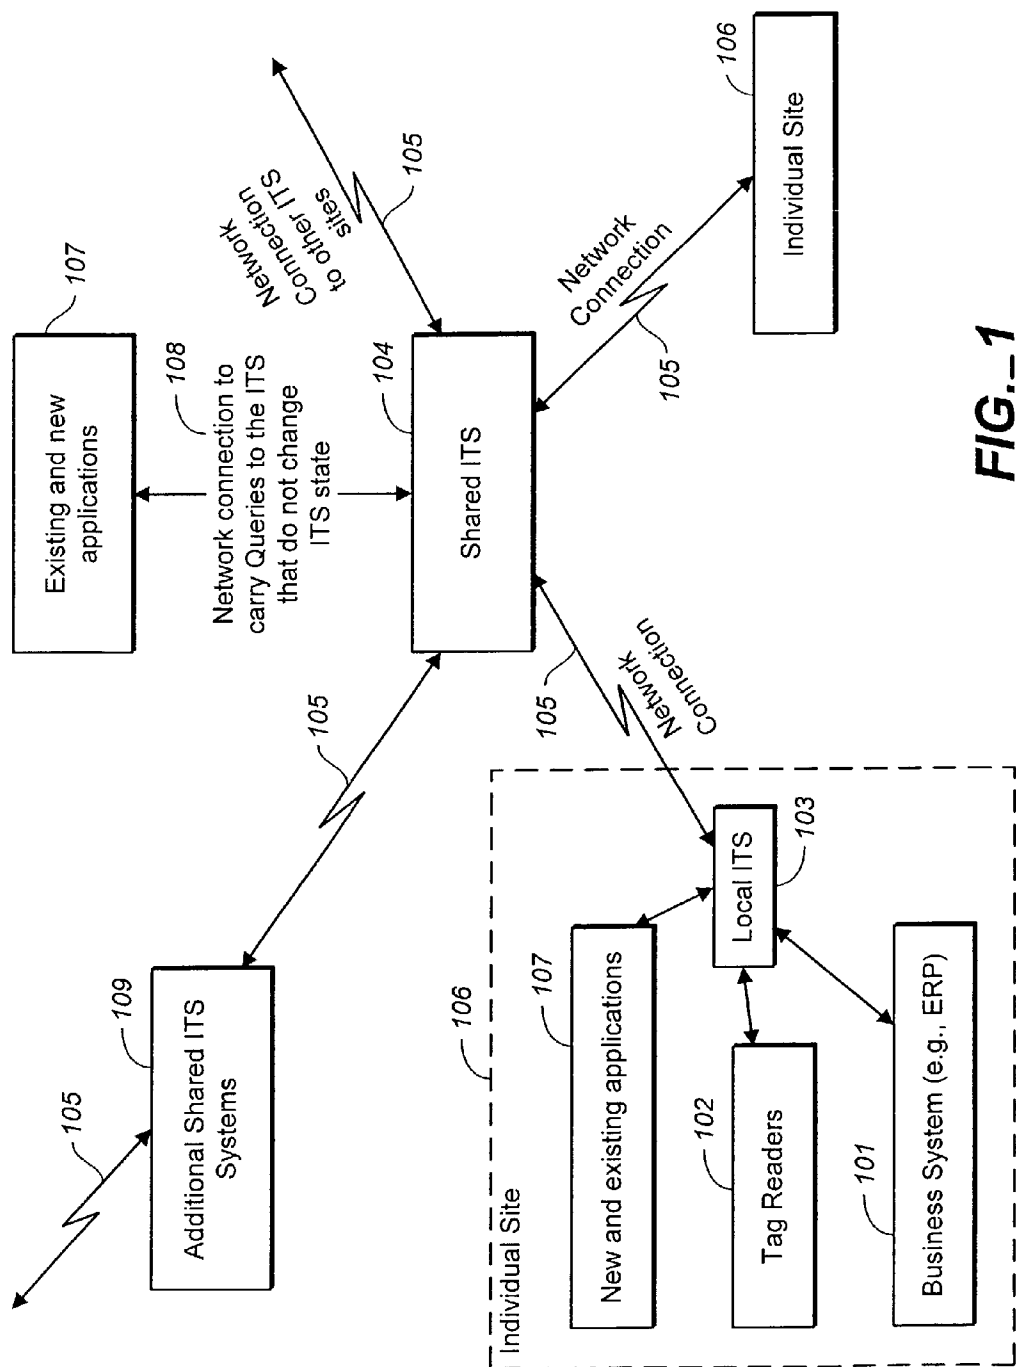 105
109
Additional Shared ITS
Systems
105
107
Existing and new
applications
108
Network connection to
carry Queries to the ITS
that do not change
ITS state
Network
Connection
to other ITS
sites
105
104
Shared ITS
105
Network
Connection
Network
Connection
105
106
Individual Site
106
Individual Site
107
New and existing applications
Local ITS
103
102
Tag Readers
101
Business System (e.g., ERP)
FIG._1